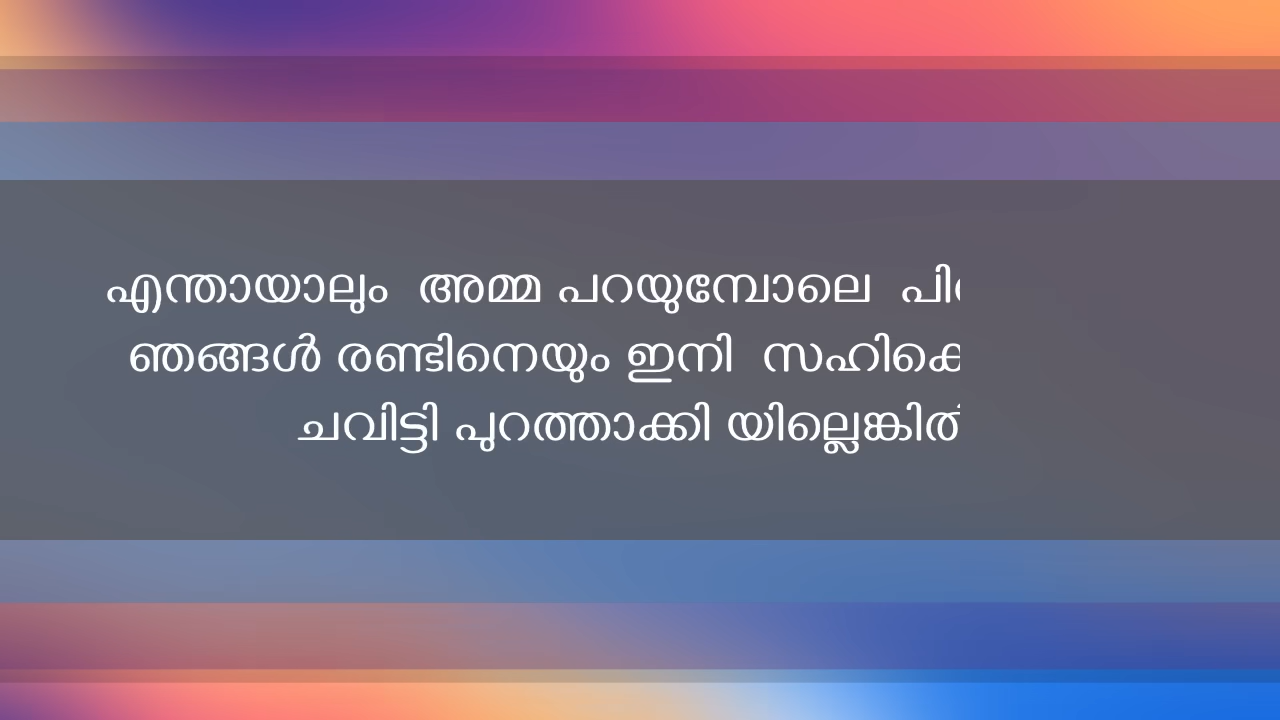 എന്തായാലും അമ്മ പറയുമ്പോലെ
ഞങ്ങൾ രണ്ടിനെയും ഇനി
ചവിട്ടി പുറത്താക്കി